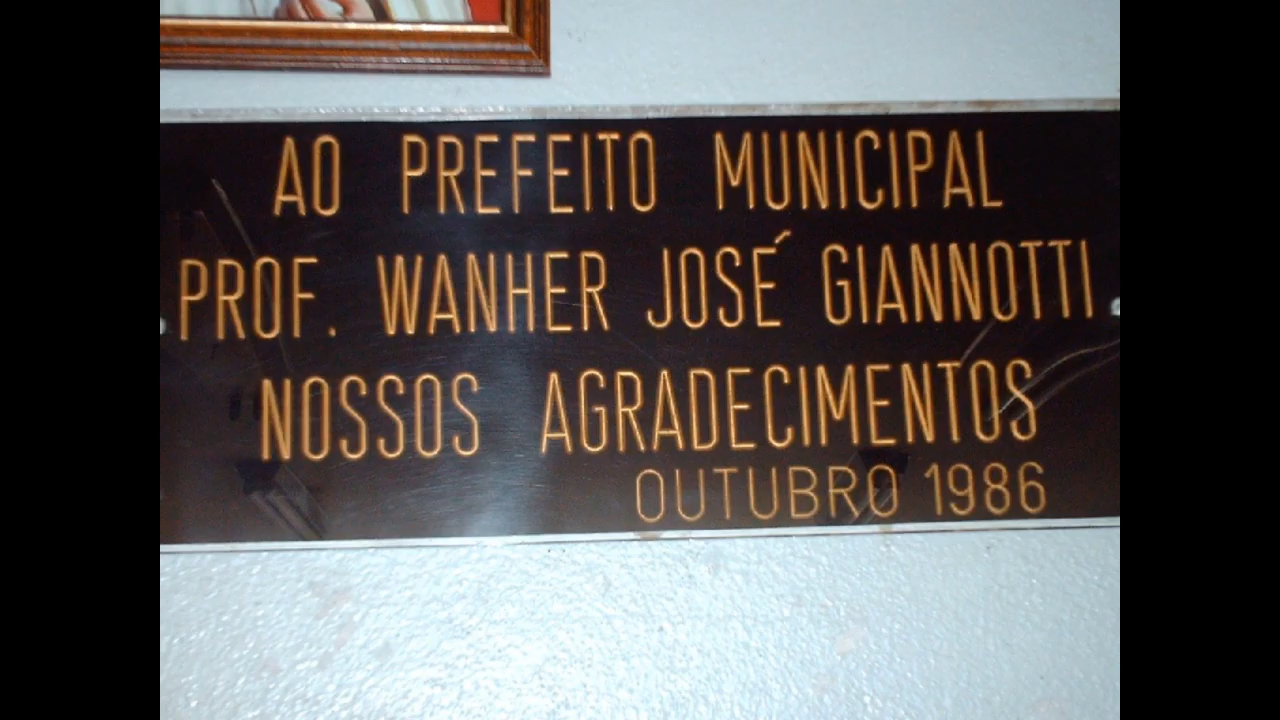 AO PREFEITO MUNICIPAL
PROF. WANHER JOSÉ GIANNOTTI
NOSSOS AGRADECIMENTOS
OUTUBRO 1986